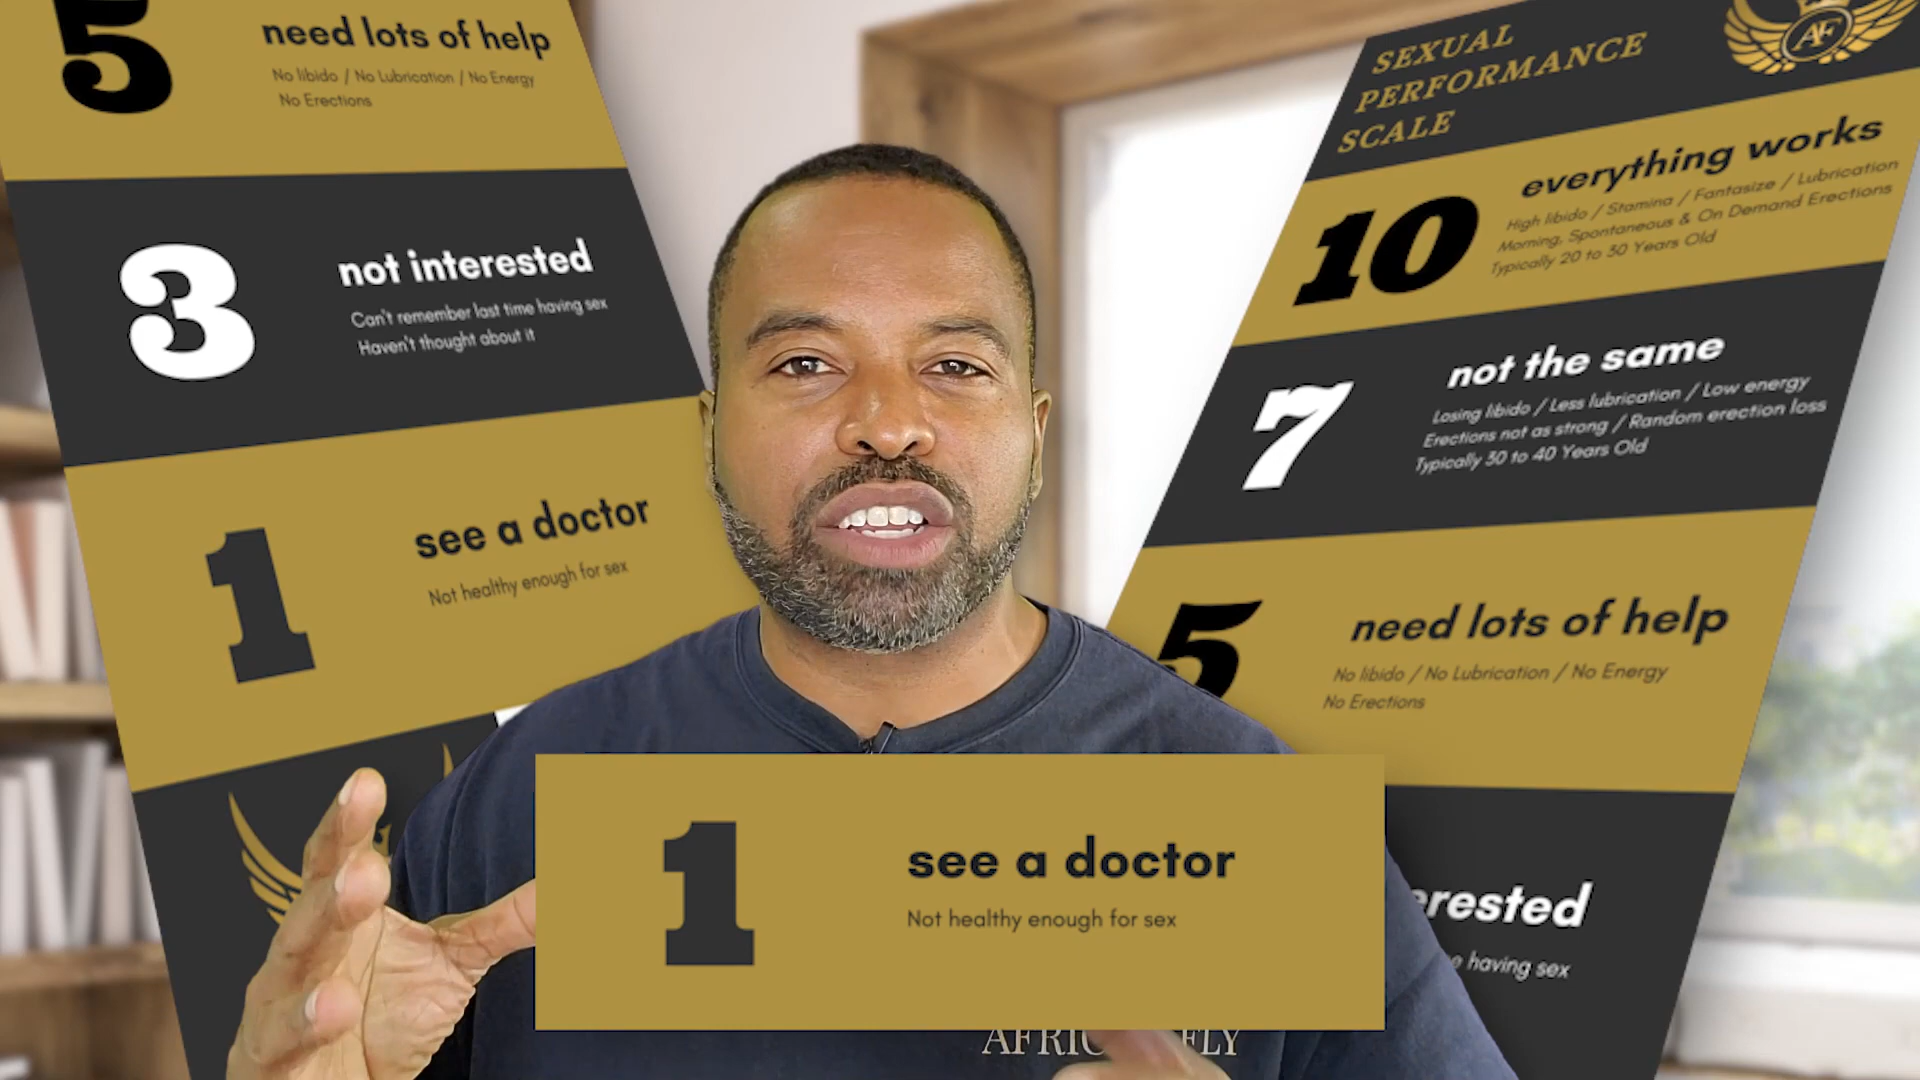 5
need lots of help
No libido / No Lubrication / No Energy
No Erections
3
not interested
Can't remember last time having sex
Haven't thought about it
1
see a doctor
Not healthy enough for sex
SEXUAL
PERFORMANCE
SCALE
AF
10
everything works
High libido / Stamina / Fantasize / Lubrication
Morning, Spontaneous & On Demand Erections
Typically 20 to 30 Years Old
7
not the same
Losing libido / Less lubrication / Low energy
Erections not as strong / Random erection loss
Typically 30 to 40 Years Old
5
need lots of help
No libido / No Lubrication / No Energy
No Erections
erested
having sex
1
see a doctor
Not healthy enough for sex